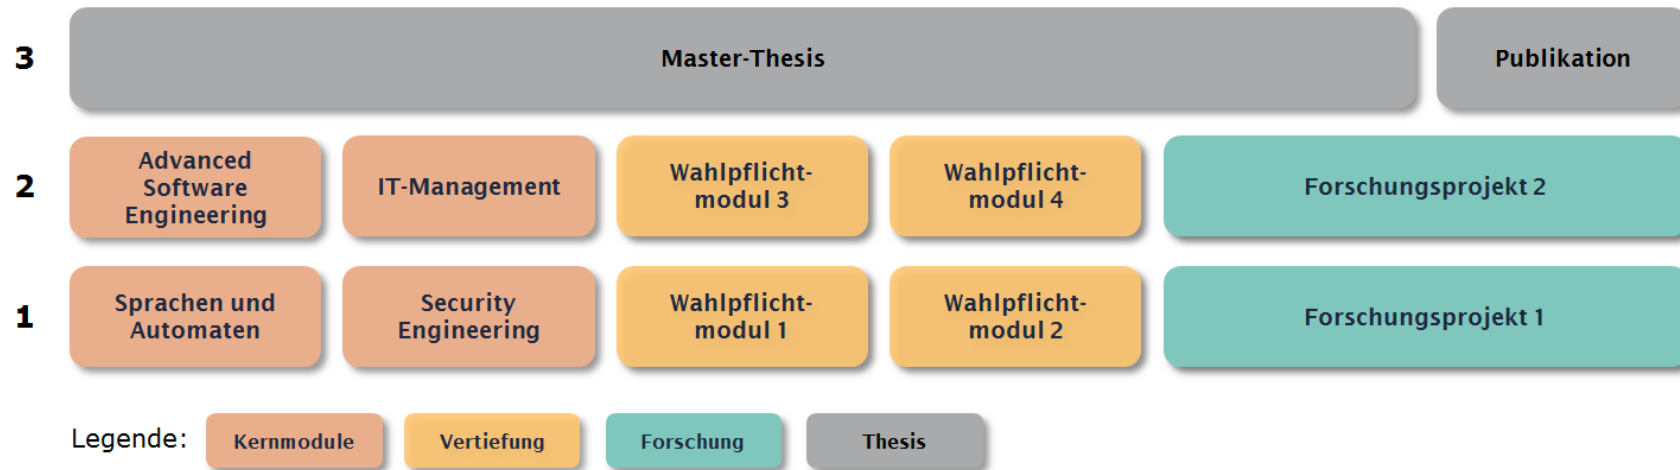 3
Master-Thesis
Publikation
2
Advanced
Software
Engineering
IT-Management
Wahlpflicht-
modul 3
Wahlpflicht-
modul 4
Forschungsprojekt 2
1
Sprachen und
Automaten
Security
Engineering
Wahlpflicht-
modul 1
Wahlpflicht-
modul 2
Forschungsprojekt 1
Legende:
Kernmodule
Vertiefung
Forschung
Thesis